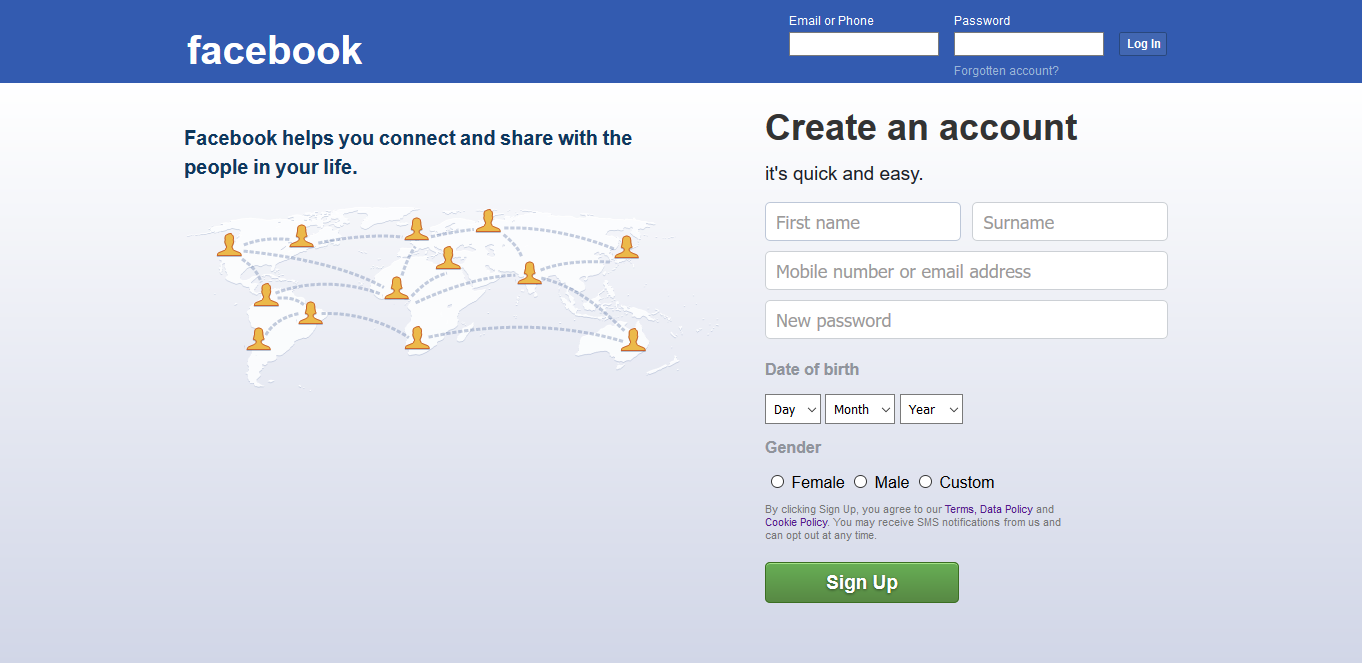 facebook
Email or Phone
Password
Log In
Forgotten account?
Facebook helps you connect and share with the
people in your life.
Create an account
it's quick and easy.
First name
Surname
Mobile number or email address
New password
Date of birth
Day
Month
Year
Gender
Female
Male
Custom
By clicking Sign Up, you agree to our Terms, Data Policy and
Cookie Policy. You may receive SMS notifications from us and
can opt out at any time.
Sign Up